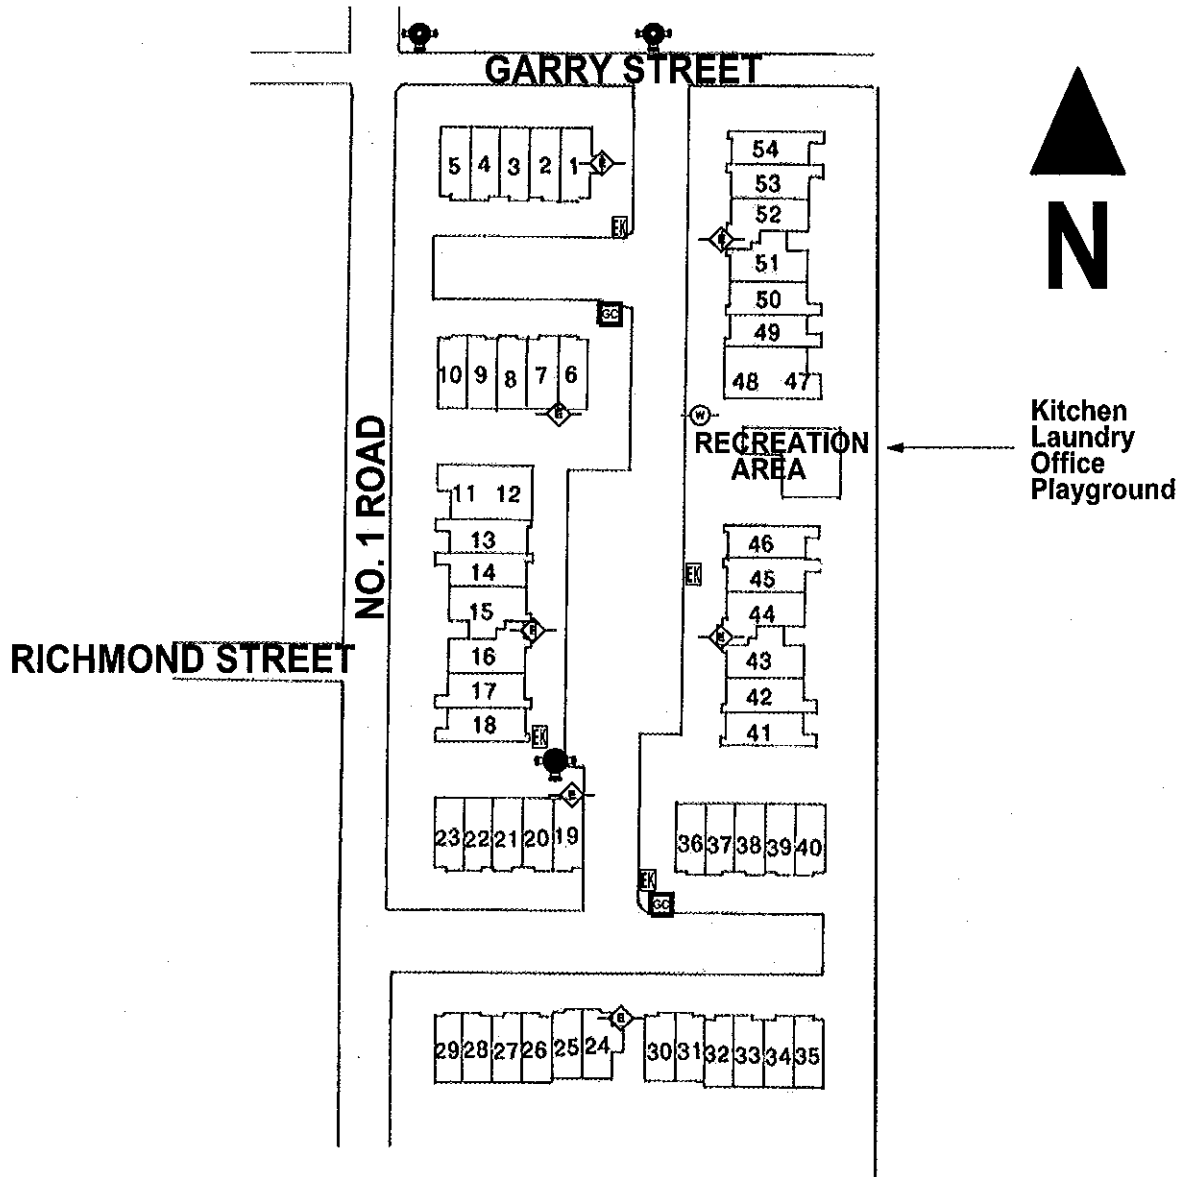 GARRY STREET
5 4 3 2 1
54
53
52
EK
51
50
GC
49
10 9 8 7 6
48 47
N
W
Kitchen
Laundry
Office
Playground
RECREATION
AREA
NO. 1 ROAD
11 12
13
14
15
16
17
18
EK
46
45
44
43
42
41
EK
RICHMOND STREET
23 22 21 20 19
36 37 38 39 40
EK
GC
29 28 27 26 25 24
30 31 32 33 34 35